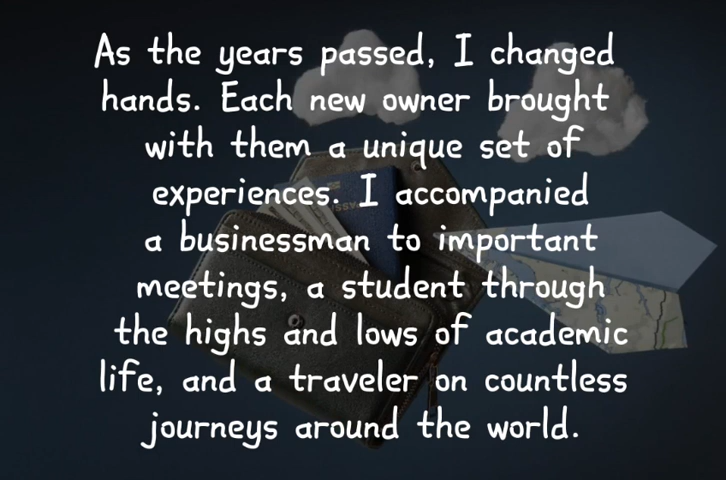 As the years passed, I changed
hands. Each new owner brought
with them a unique set of
experiences. I accompanied
a businessman to important
meetings, a student through
the highs and lows of academic
life, and a traveler on countless
journeys around the world.